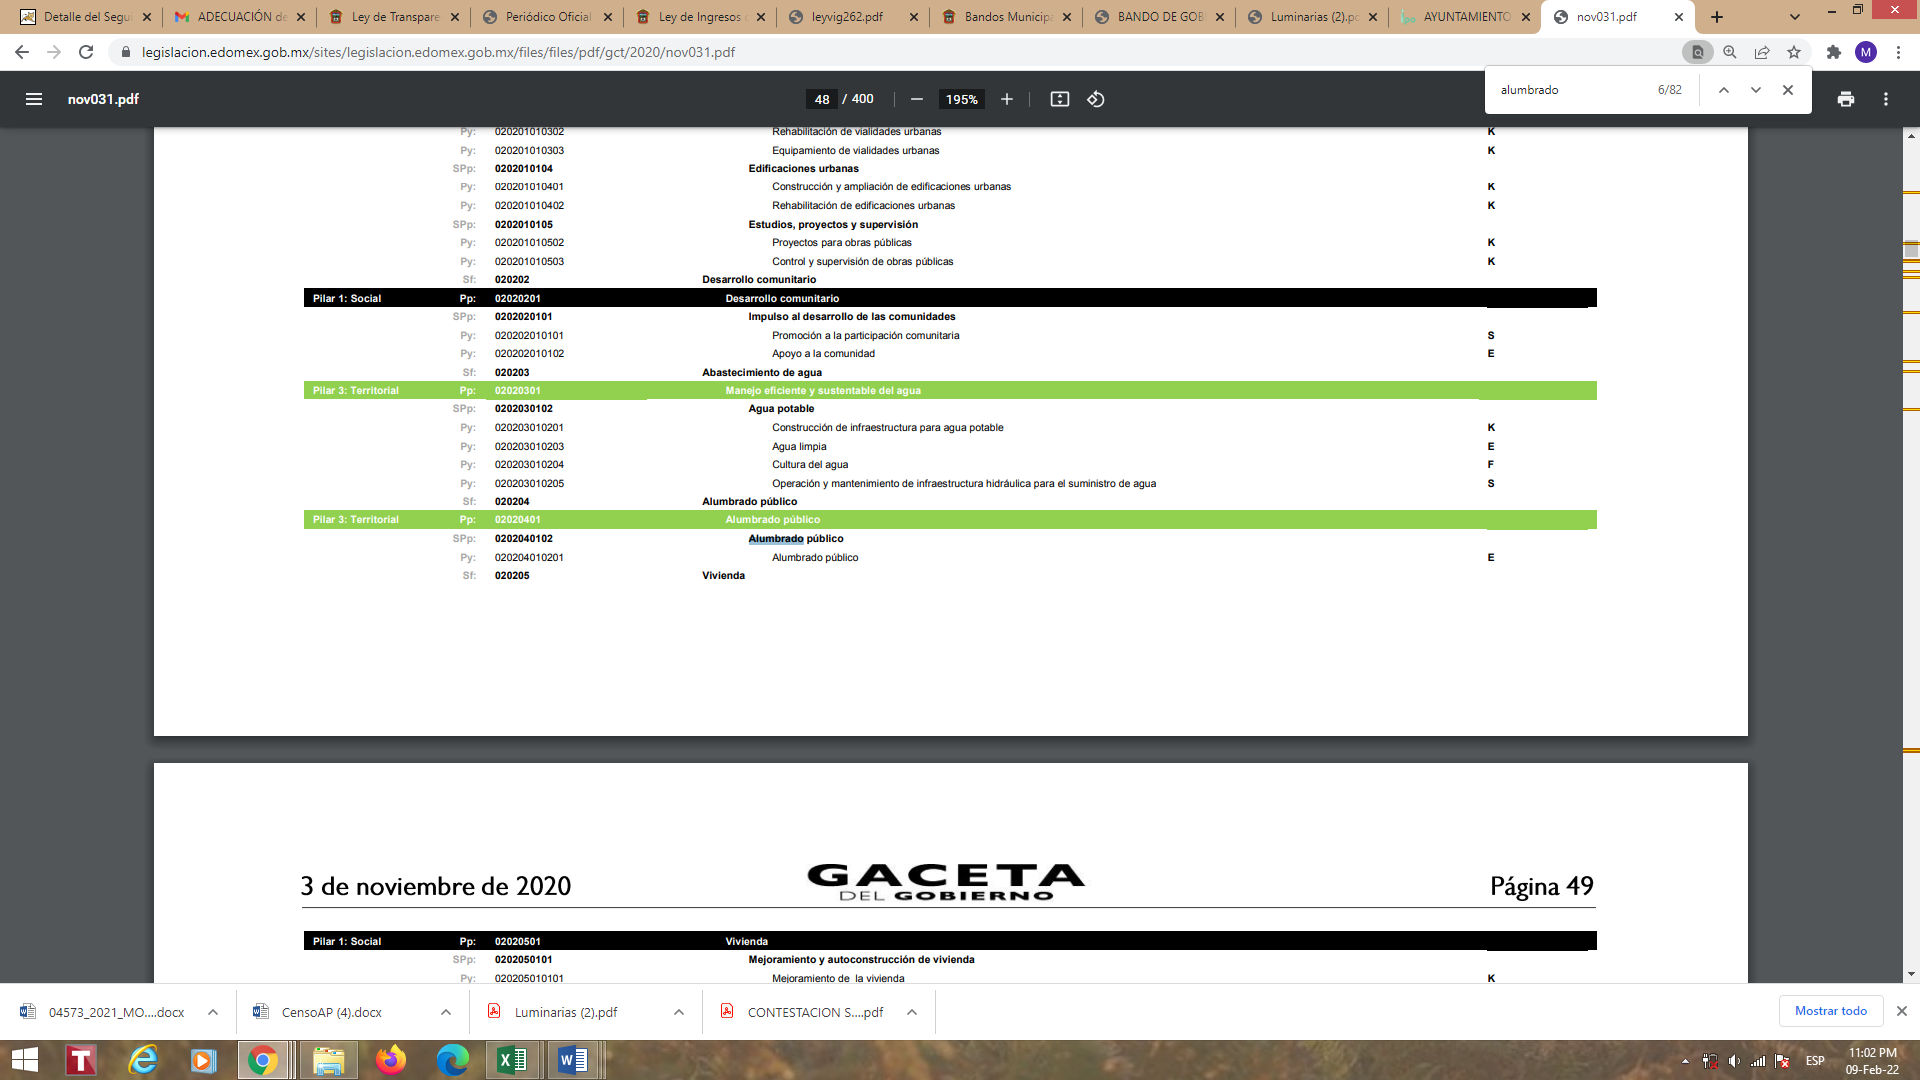 Detalle del Segui
ADECUACIÓN de
Ley de Transpare
Periódico Oficial
Ley de Ingresos
leyvig262.pdf
Bandos Municipa
BANDO DE GOB
Luminarias (2).pd
AYUNTAMIENTO
nov031.pdf
legislacion.edomex.gob.mx/sites/legislacion.edomex.gob.mx/files/files/pdf/gct/2020/nov031.pdf
M
nov031.pdf
48 / 400
195%
alumbrado 6/82
Py: 020201010302 Rehabilitación de vialidades urbanas K
Py: 020201010303 Equipamiento de vialidades urbanas K
SPp: 0202010104 Edificaciones urbanas
Py: 020201010401 Construcción y ampliación de edificaciones urbanas K
Py: 020201010402 Rehabilitación de edificaciones urbanas K
SPp: 0202010105 Estudios, proyectos y supervisión
Py: 020201010502 Proyectos para obras públicas K
Py: 020201010503 Control y supervisión de obras públicas K
Sf: 020202 Desarrollo comunitario
Pilar 1: Social Pp: 02020201 Desarrollo comunitario
SPp: 0202020101 Impulso al desarrollo de las comunidades
Py: 020202010101 Promoción a la participación comunitaria S
Py: 020202010102 Apoyo a la comunidad E
Sf: 020203 Abastecimiento de agua
Pilar 3: Territorial Pp: 02020301 Manejo eficiente y sustentable del agua
SPp: 0202030102 Agua potable
Py: 020203010201 Construcción de infraestructura para agua potable K
Py: 020203010203 Agua limpia E
Py: 020203010204 Cultura del agua F
Py: 020203010205 Operación y mantenimiento de infraestructura hidráulica para el suministro de agua S
Sf: 020204 Alumbrado público
Pilar 3: Territorial Pp: 02020401 Alumbrado público
SPp: 0202040102 Alumbrado público
Py: 020204010201 Alumbrado público E
Sf: 020205 Vivienda
3 de noviembre de 2020
GACETA
DEL GOBIERNO
Página 49
Pilar 1: Social Pp: 02020501 Vivienda
SPp: 0202050101 Mejoramiento y autoconstrucción de vivienda
Py: 020205010101 Mejoramiento de la vivienda K
04573_2021_MO....docx
CensoAP (4).docx
Luminarias (2).pdf
CONTESTACION S....pdf
Mostrar todo
ESP
11:02 PM
09-Feb-22